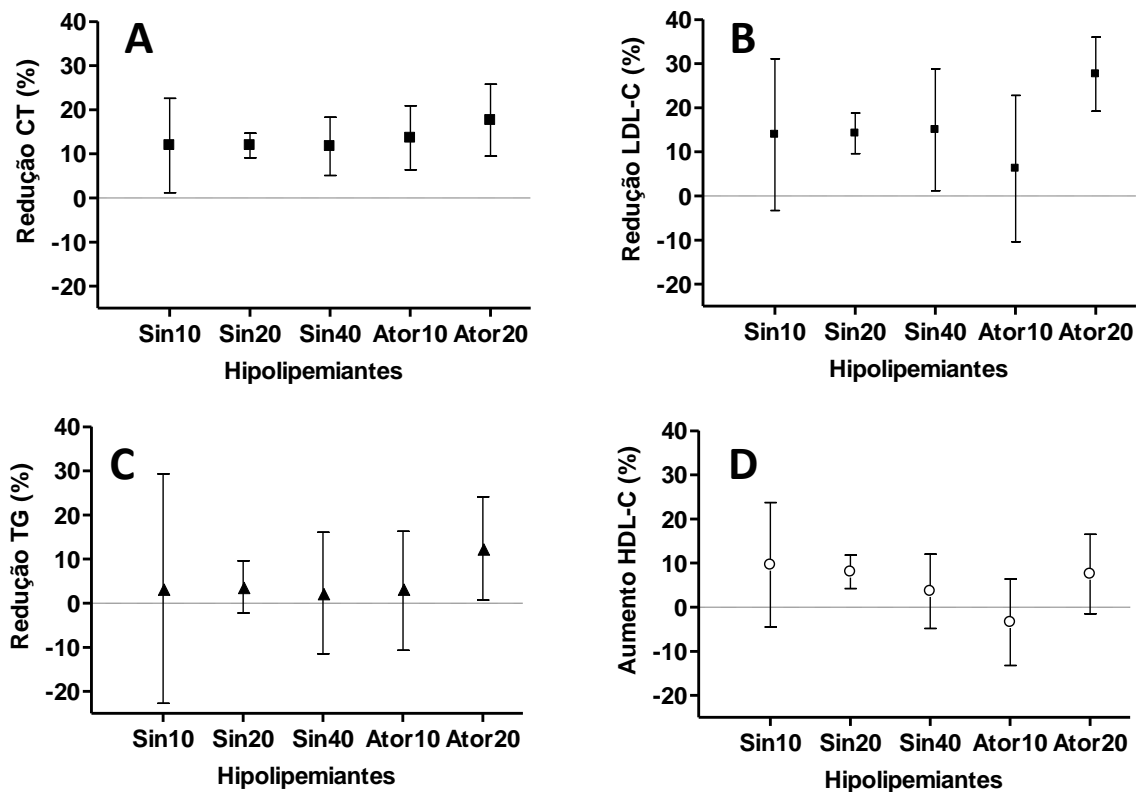 A
Redução CT (%)
40
30
20
10
0
-10
-20
Sin10 Sin20 Sin40 Ator10 Ator20
Hipolipemiantes
B
Redução LDL-C (%)
40
30
20
10
0
-10
-20
Sin10 Sin20 Sin40 Ator10 Ator20
Hipolipemiantes
C
Redução TG (%)
40
30
20
10
0
-10
-20
Sin10 Sin20 Sin40 Ator10 Ator20
Hipolipemiantes
D
Aumento HDL-C (%)
40
30
20
10
0
-10
-20
Sin10 Sin20 Sin40 Ator10 Ator20
Hipolipemiantes